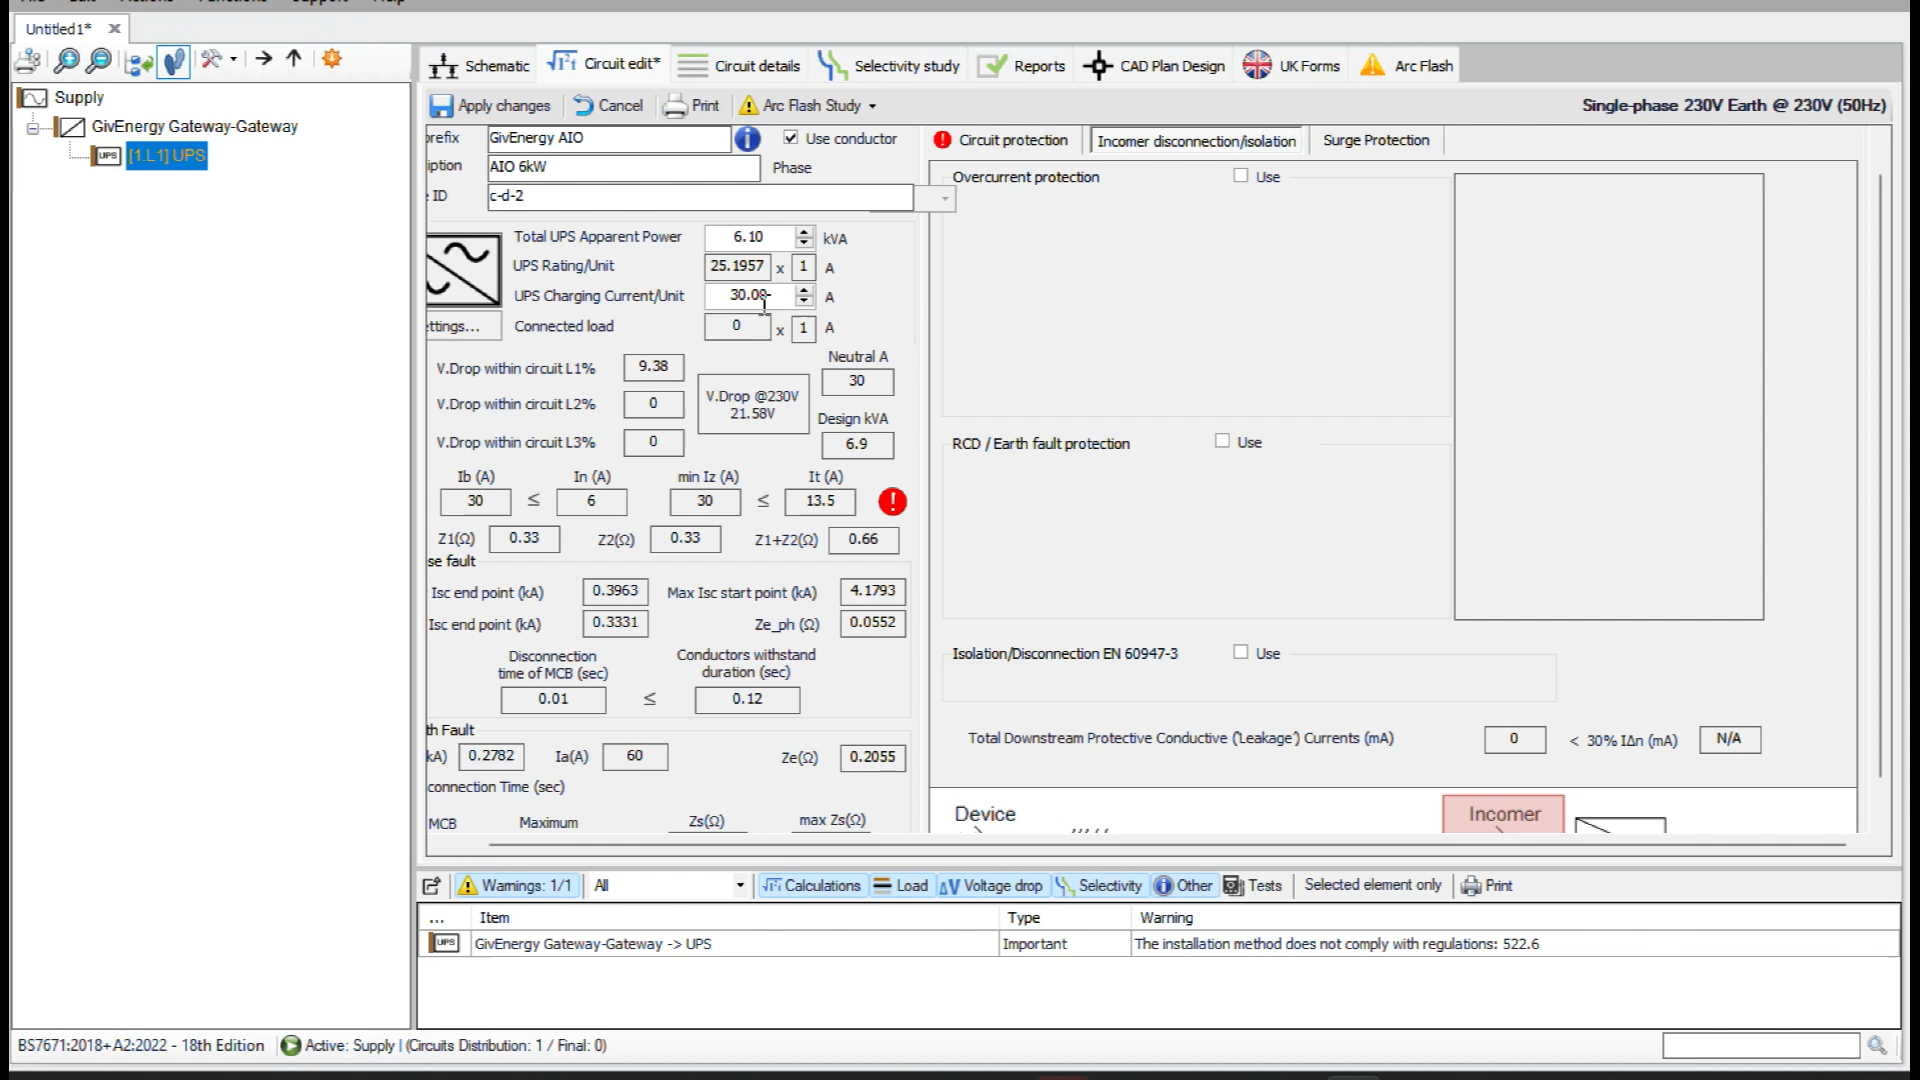 Untitled1*
Supply
GivEnergy Gateway-Gateway
UPS [1.L1] UPS
Schematic Circuit edit* Circuit details Selectivity study Reports CAD Plan Design UK Forms Arc Flash
Apply changes Cancel Print Arc Flash Study Single-phase 230V Earth @ 230V (50Hz)
refix GivEnergy AIO Use conductor
iption AIO 6kW Phase
ID c-d-2
Total UPS Apparent Power 6.10 kVA
UPS Rating/Unit 25.1957 x 1 A
UPS Charging Current/Unit 30.00 A
ettings... Connected load 0 x 1 A
V.Drop within circuit L1% 9.38
V.Drop within circuit L2% 0
V.Drop within circuit L3% 0
V.Drop @230V
21.58V
Neutral A
30
Design kVA
6.9
Ib (A) In (A) min Iz (A) It (A)
30 ≤ 6 30 ≤ 13.5
Z1(Ω) 0.33 Z2(Ω) 0.33 Z1+Z2(Ω) 0.66
se fault
Isc end point (kA) 0.3963 Max Isc start point (kA) 4.1793
Isc end point (kA) 0.3331 Ze_ph (Ω) 0.0552
Disconnection
time of MCB (sec)
Conductors withstand
duration (sec)
0.01 ≤ 0.12
th Fault
kA) 0.2782 Ia(A) 60 Ze(Ω) 0.2055
connection Time (sec)
MCB Maximum Zs(Ω) max Zs(Ω)
Circuit protection Incomer disconnection/isolation Surge Protection
Overcurrent protection Use
RCD / Earth fault protection Use
Isolation/Disconnection EN 60947-3 Use
Total Downstream Protective Conductive ('Leakage') Currents (mA) 0 < 30% IΔn (mA) N/A
Device Incomer
Warnings: 1/1 All Calculations Load ΔV Voltage drop Selectivity Other Tests Selected element only Print
... Item Type Warning
UPS GivEnergy Gateway-Gateway -> UPS Important The installation method does not comply with regulations: 522.6
BS7671:2018+A2:2022 - 18th Edition Active: Supply | (Circuits Distribution: 1 / Final: 0)